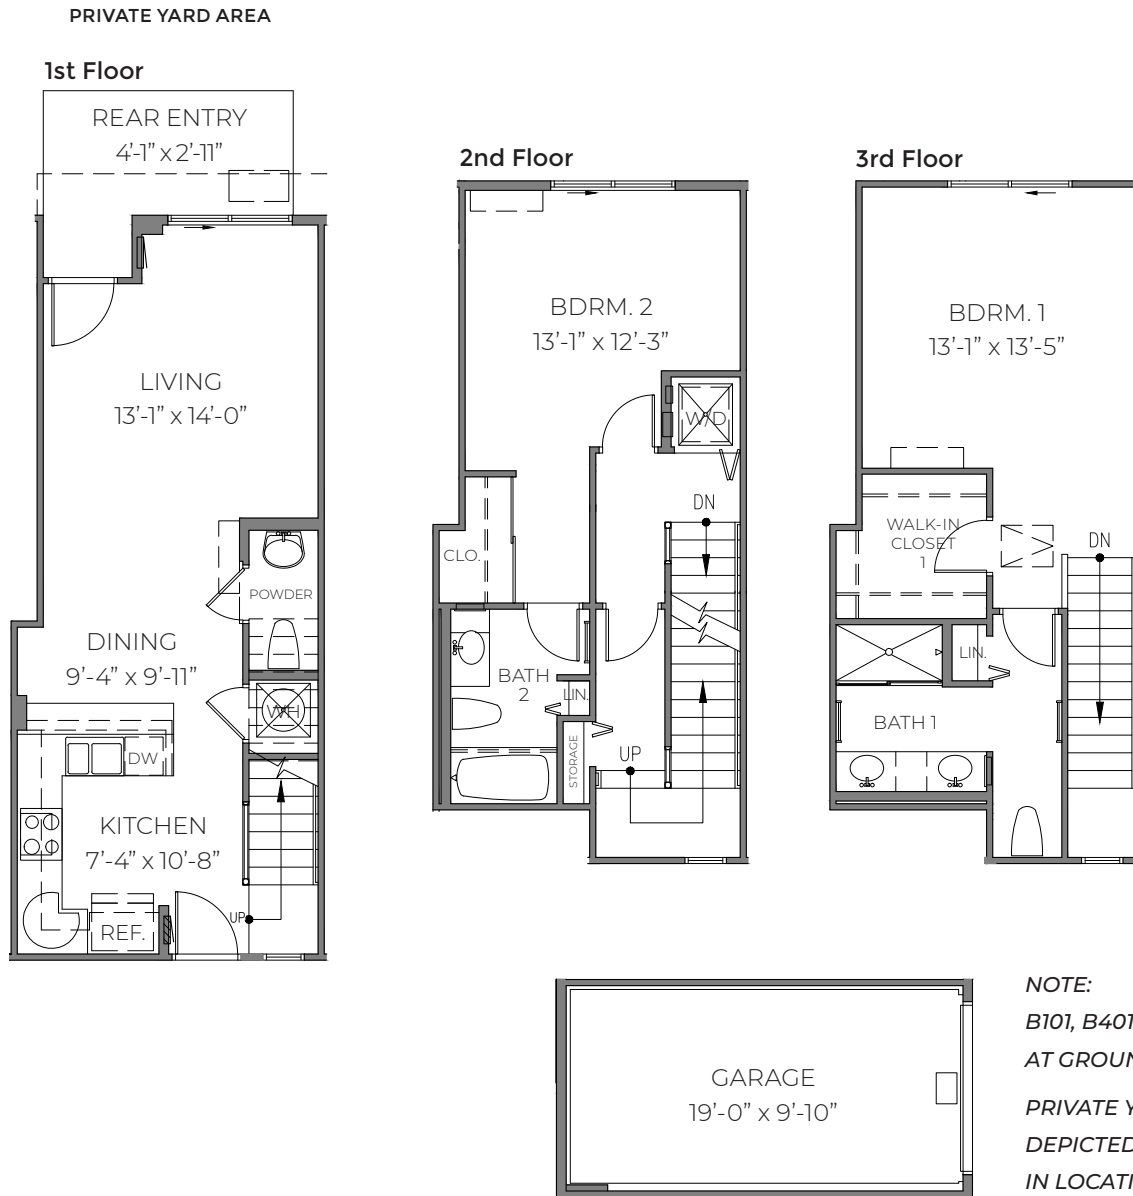 PRIVATE YARD AREA
1st Floor
REAR ENTRY
4'-1" x 2'-11"
LIVING
13'-1" x 14'-0"
POWDER
DINING
9'-4" x 9'-11"
WH
DW
KITCHEN
7'-4" x 10'-8"
UP
REF.
2nd Floor
BDRM. 2
13'-1" x 12'-3"
W/D
DN
CLO.
BATH
2
LIN.
STORAGE
UP
3rd Floor
BDRM. 1
13'-1" x 13'-5"
WALK-IN
CLOSET
1
DN
LIN.
BATH 1
GARAGE
19'-0" x 9'-10"
NOTE:
B101, B401
AT
PRIVATE
DEPICTED
IN